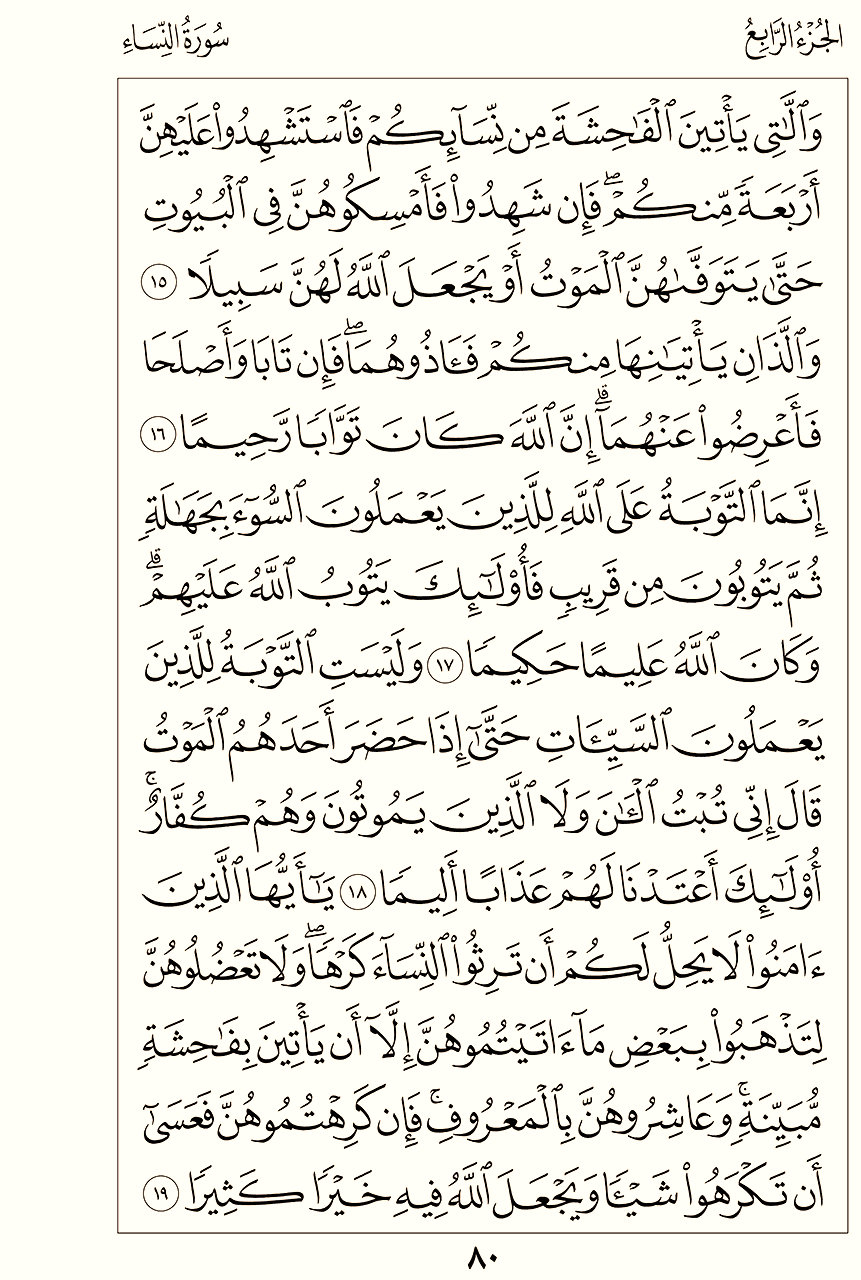 الجُزْءُ الرَّابِعُ
سُورَةُ النِّسَاءِ
وَٱلَّٰتِي يَأۡتِينَ ٱلۡفَٰحِشَةَ مِن نِّسَآئِكُمۡ فَٱسۡتَشۡهِدُواْ عَلَيۡهِنَّ
أَرۡبَعَةٗ مِّنكُمۡۖ فَإِن شَهِدُواْ فَأَمۡسِكُوهُنَّ فِي ٱلۡبُيُوتِ
حَتَّىٰ يَتَوَفَّىٰهُنَّ ٱلۡمَوۡتُ أَوۡ يَجۡعَلَ ٱللَّهُ لَهُنَّ سَبِيلٗا ١٥
وَٱلَّذَانِ يَأۡتِيَٰنِهَا مِنكُمۡ فَـَٔاذُوهُمَاۖ فَإِن تَابَا وَأَصۡلَحَا
فَأَعۡرِضُواْ عَنۡهُمَآۗ إِنَّ ٱللَّهَ كَانَ تَوَّابٗا رَّحِيمًا ١٦
إِنَّمَا ٱلتَّوۡبَةُ عَلَى ٱللَّهِ لِلَّذِينَ يَعۡمَلُونَ ٱلسُّوٓءَ بِجَهَٰلَةٖ
ثُمَّ يَتُوبُونَ مِن قَرِيبٖ فَأُوْلَٰٓئِكَ يَتُوبُ ٱللَّهُ عَلَيۡهِمۡۗ
وَكَانَ ٱللَّهُ عَلِيمًا حَكِيمٗا ١٧ وَلَيۡسَتِ ٱلتَّوۡبَةُ لِلَّذِينَ
يَعۡمَلُونَ ٱلسَّيِّـَٔاتِ حَتَّىٰٓ إِذَا حَضَرَ أَحَدَهُمُ ٱلۡمَوۡتُ
قَالَ إِنِّي تُبۡتُ ٱلۡـَٰٔنَ وَلَا ٱلَّذِينَ يَمُوتُونَ وَهُمۡ كُفَّارٌۚ
أُوْلَٰٓئِكَ أَعۡتَدۡنَا لَهُمۡ عَذَابًا أَلِيمٗا ١٨ يَٰٓأَيُّهَا ٱلَّذِينَ
ءَامَنُواْ لَا يَحِلُّ لَكُمۡ أَن تَرِثُواْ ٱلنِّسَآءَ كَرۡهٗاۖ وَلَا تَعۡضُلُوهُنَّ
لِتَذۡهَبُواْ بِبَعۡضِ مَآ ءَاتَيۡتُمُوهُنَّ إِلَّآ أَن يَأۡتِينَ بِفَٰحِشَةٖ
مُّبَيِّنَةٖۚ وَعَاشِرُوهُنَّ بِٱلۡمَعۡرُوفِۚ فَإِن كَرِهۡتُمُوهُنَّ فَعَسَىٰٓ
أَن تَكۡرَهُواْ شَيۡـٔٗا وَيَجۡعَلَ ٱللَّهُ فِيهِ خَيۡرٗا كَثِيرٗا ١٩
٨٠